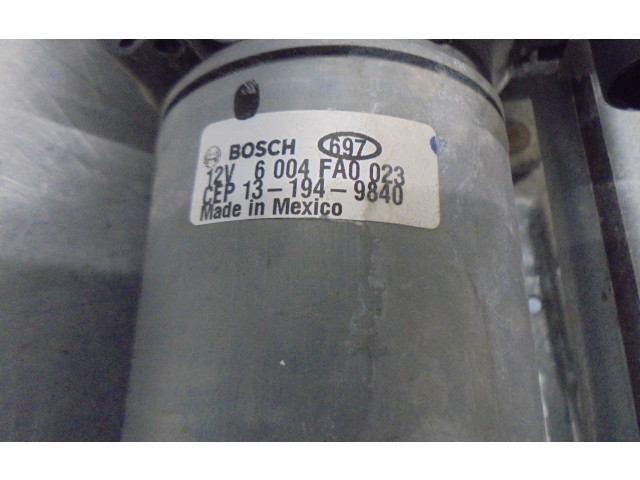 BOSCH 697
12V 6 004 FA0 023
CEP 13-194-9840
Made in Mexico